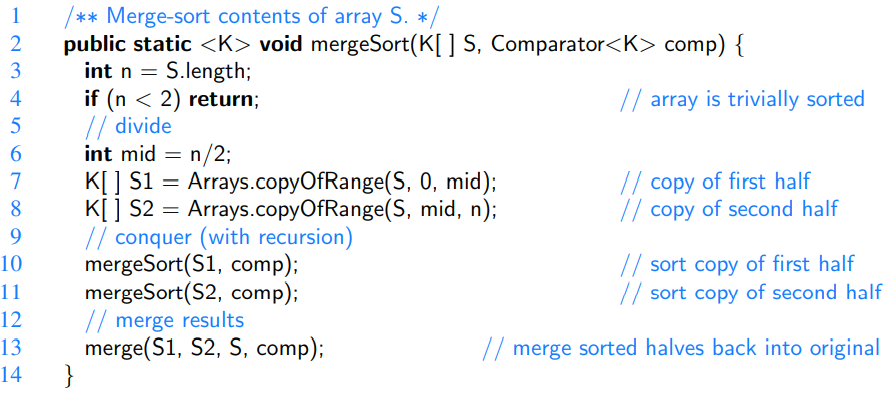 1 /** Merge-sort contents of array S. */
2 public static <K> void mergeSort(K[ ] S, Comparator<K> comp) {
3 int n = S.length;
4 if (n < 2) return; // array is trivially sorted
5 // divide
6 int mid = n/2;
7 K[ ] S1 = Arrays.copyOfRange(S, 0, mid); // copy of first half
8 K[ ] S2 = Arrays.copyOfRange(S, mid, n); // copy of second half
9 // conquer (with recursion)
10 mergeSort(S1, comp); // sort copy of first half
11 mergeSort(S2, comp); // sort copy of second half
12 // merge results
13 merge(S1, S2, S, comp); // merge sorted halves back into original
14 }